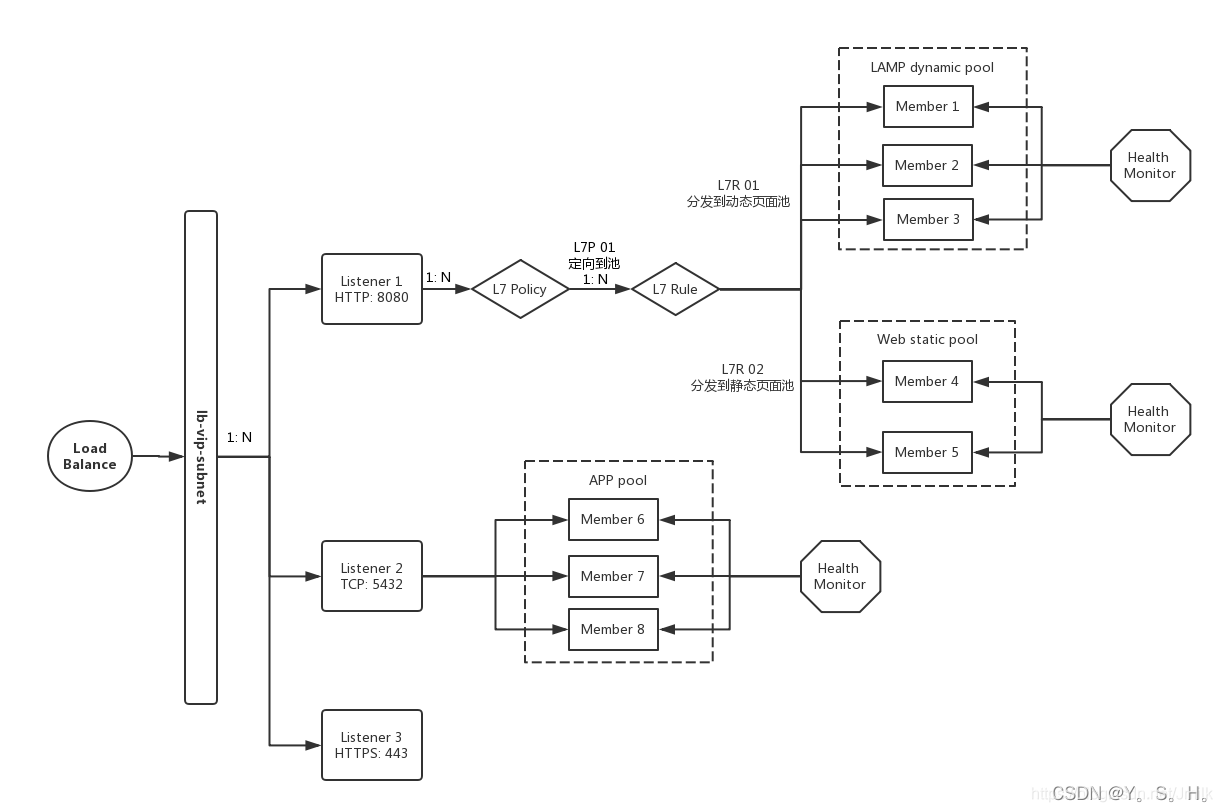 LAMP dynamic pool
Member 1
Member 2
Member 3
Health
Monitor
L7R 01
分发到动态页面池
Listener 1
HTTP: 8080
1: N
L7 Policy
L7P 01
定向到池
1: N
L7 Rule
Web static pool
Member 4
Member 5
Health
Monitor
L7R 02
分发到静态页面池
Load
Balance
lb-vip-subnet
1: N
APP pool
Member 6
Member 7
Member 8
Health
Monitor
Listener 2
TCP: 5432
Listener 3
HTTPS: 443
CSDN @Y。S。H。